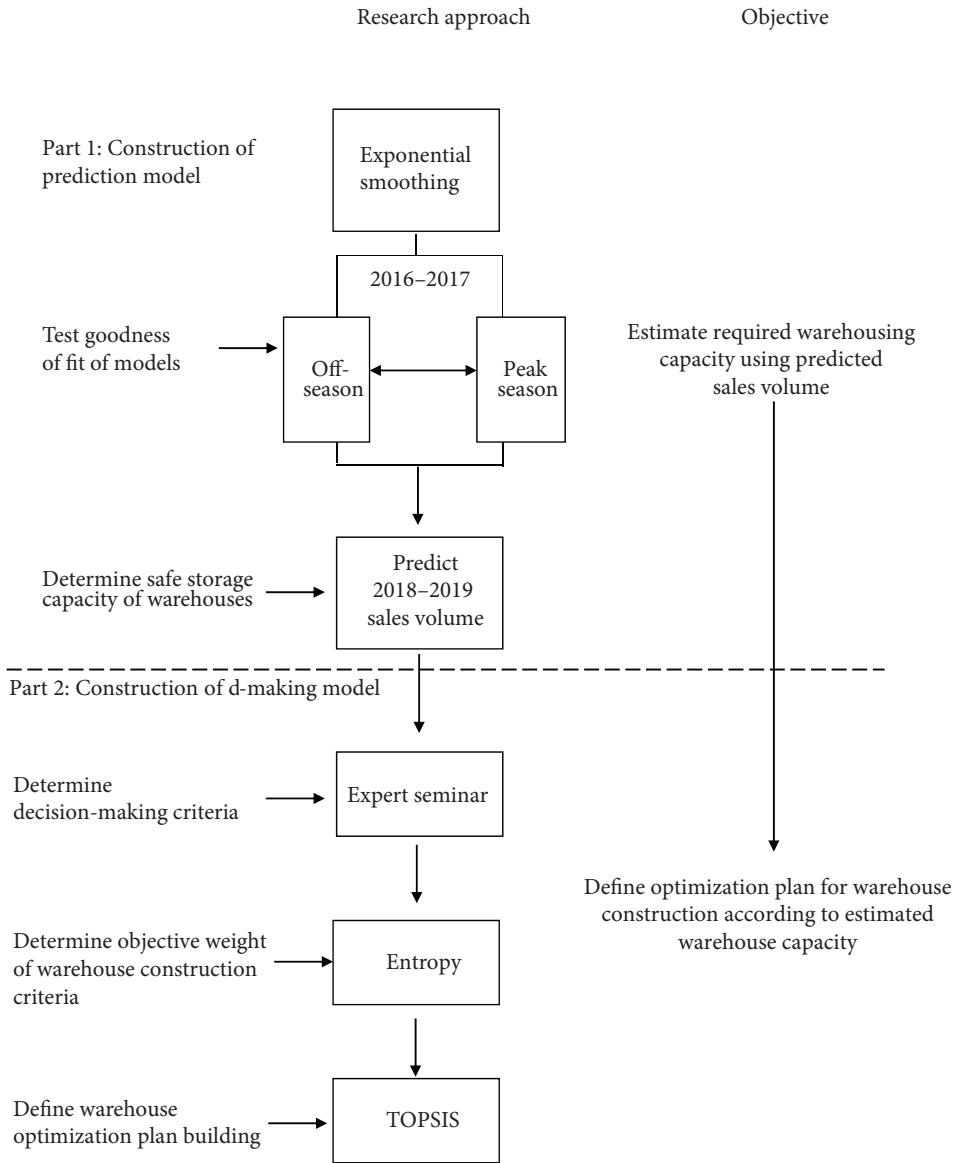 Research approach
Objective
Part 1: Construction of
prediction model
Exponential
smoothing
2016–2017
Test goodness
of fit of models
Off-
season
Peak
season
Estimate required warehousing
capacity using predicted
sales volume
Determine safe storage
capacity of warehouses
Predict
2018–2019
sales volume
Part 2: Construction of d-making model
Determine
decision-making criteria
Expert seminar
Define optimization plan for warehouse
construction according to estimated
warehouse capacity
Determine objective weight
of warehouse construction
criteria
Entropy
Define warehouse
optimization plan building
TOPSIS